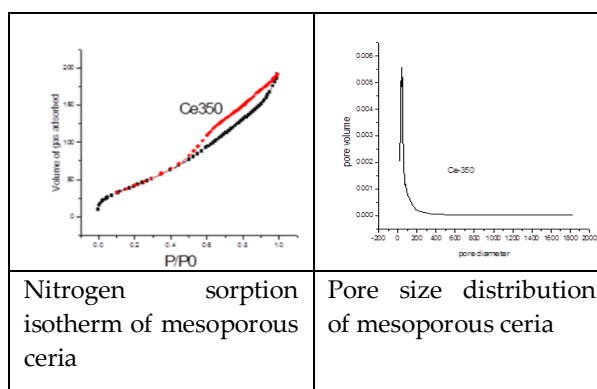 Volume of gas adsorbed
200
150
100
50
0
Ce350
0.0 0.2 0.4 0.6 0.8 1.0
P/P0
pore volume
0.006
0.005
0.004
0.003
0.002
0.001
0.000
Ce-350
-200 0 200 400 600 800 1000 1200 1400 1600 1800 2000
pore diameter
Nitrogen sorption
isotherm of mesoporous
ceria
Pore size distribution
of mesoporous ceria